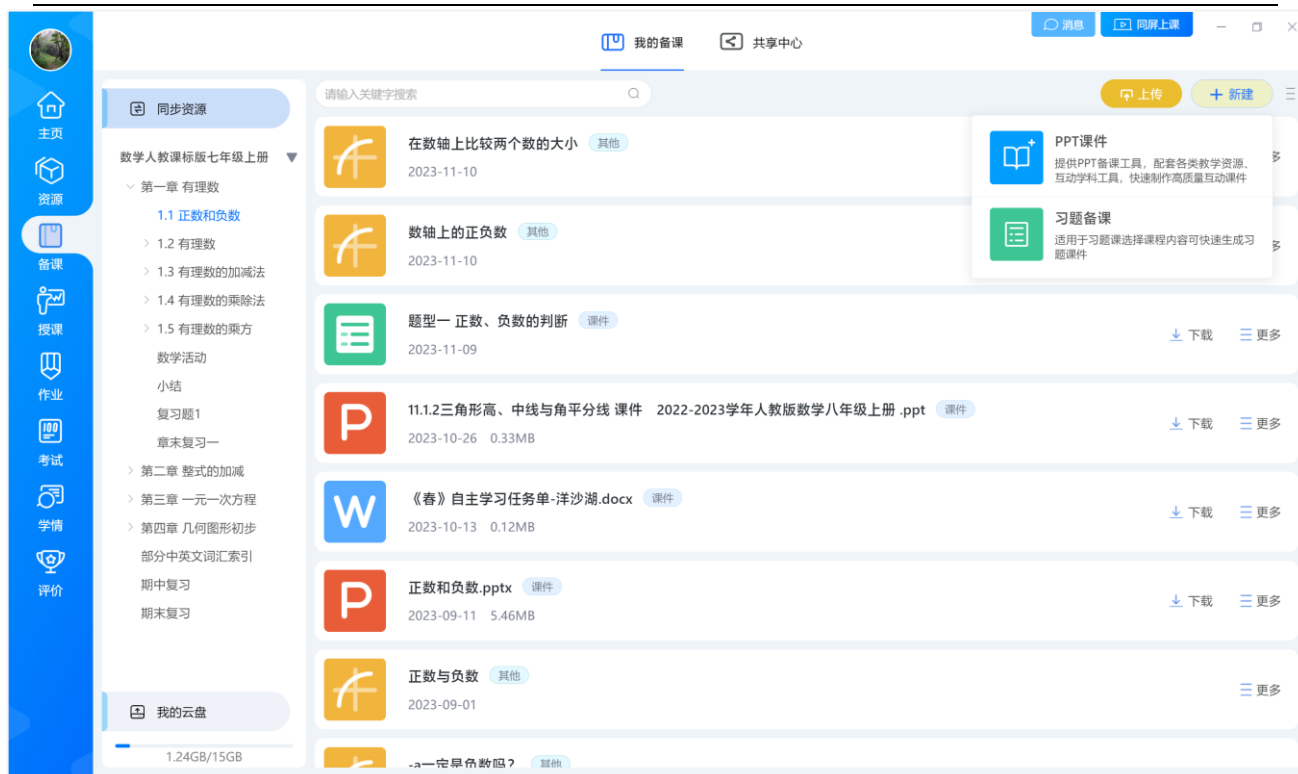 消息
同屏上课
我的备课
共享中心
主页
资源
备课
授课
作业
考试
学情
评价
同步资源
数学人教课标版七年级上册
第一章 有理数
1.1 正数和负数
1.2 有理数
1.3 有理数的加减法
1.4 有理数的乘除法
1.5 有理数的乘方
数学活动
小结
复习题1
章末复习一
第二章 整式的加减
第三章 一元一次方程
第四章 几何图形初步
部分中英文词汇索引
期中复习
期末复习
我的云盘
1.24GB/15GB
请输入关键字搜索
上传
新建
PPT课件
提供PPT备课工具，配套各类教学资源、
互动学科工具，快速制作高质量互动课件
习题备课
适用于习题课选择课程内容可快速生成习
题课件
在数轴上比较两个数的大小 其他
2023-11-10
多
数轴上的正负数 其他
2023-11-10
多
题型一 正数、负数的判断 课件
2023-11-09
下载 更多
P
11.1.2三角形高、中线与角平分线 课件 2022-2023学年人教版数学八年级上册 .ppt 课件
2023-10-26 0.33MB
下载 更多
W
《春》自主学习任务单-洋沙湖.docx 课件
2023-10-13 0.12MB
下载 更多
P
正数和负数.pptx 课件
2023-09-11 5.46MB
下载 更多
正数与负数 其他
2023-09-01
更多
-a一定是负数吗？ 其他